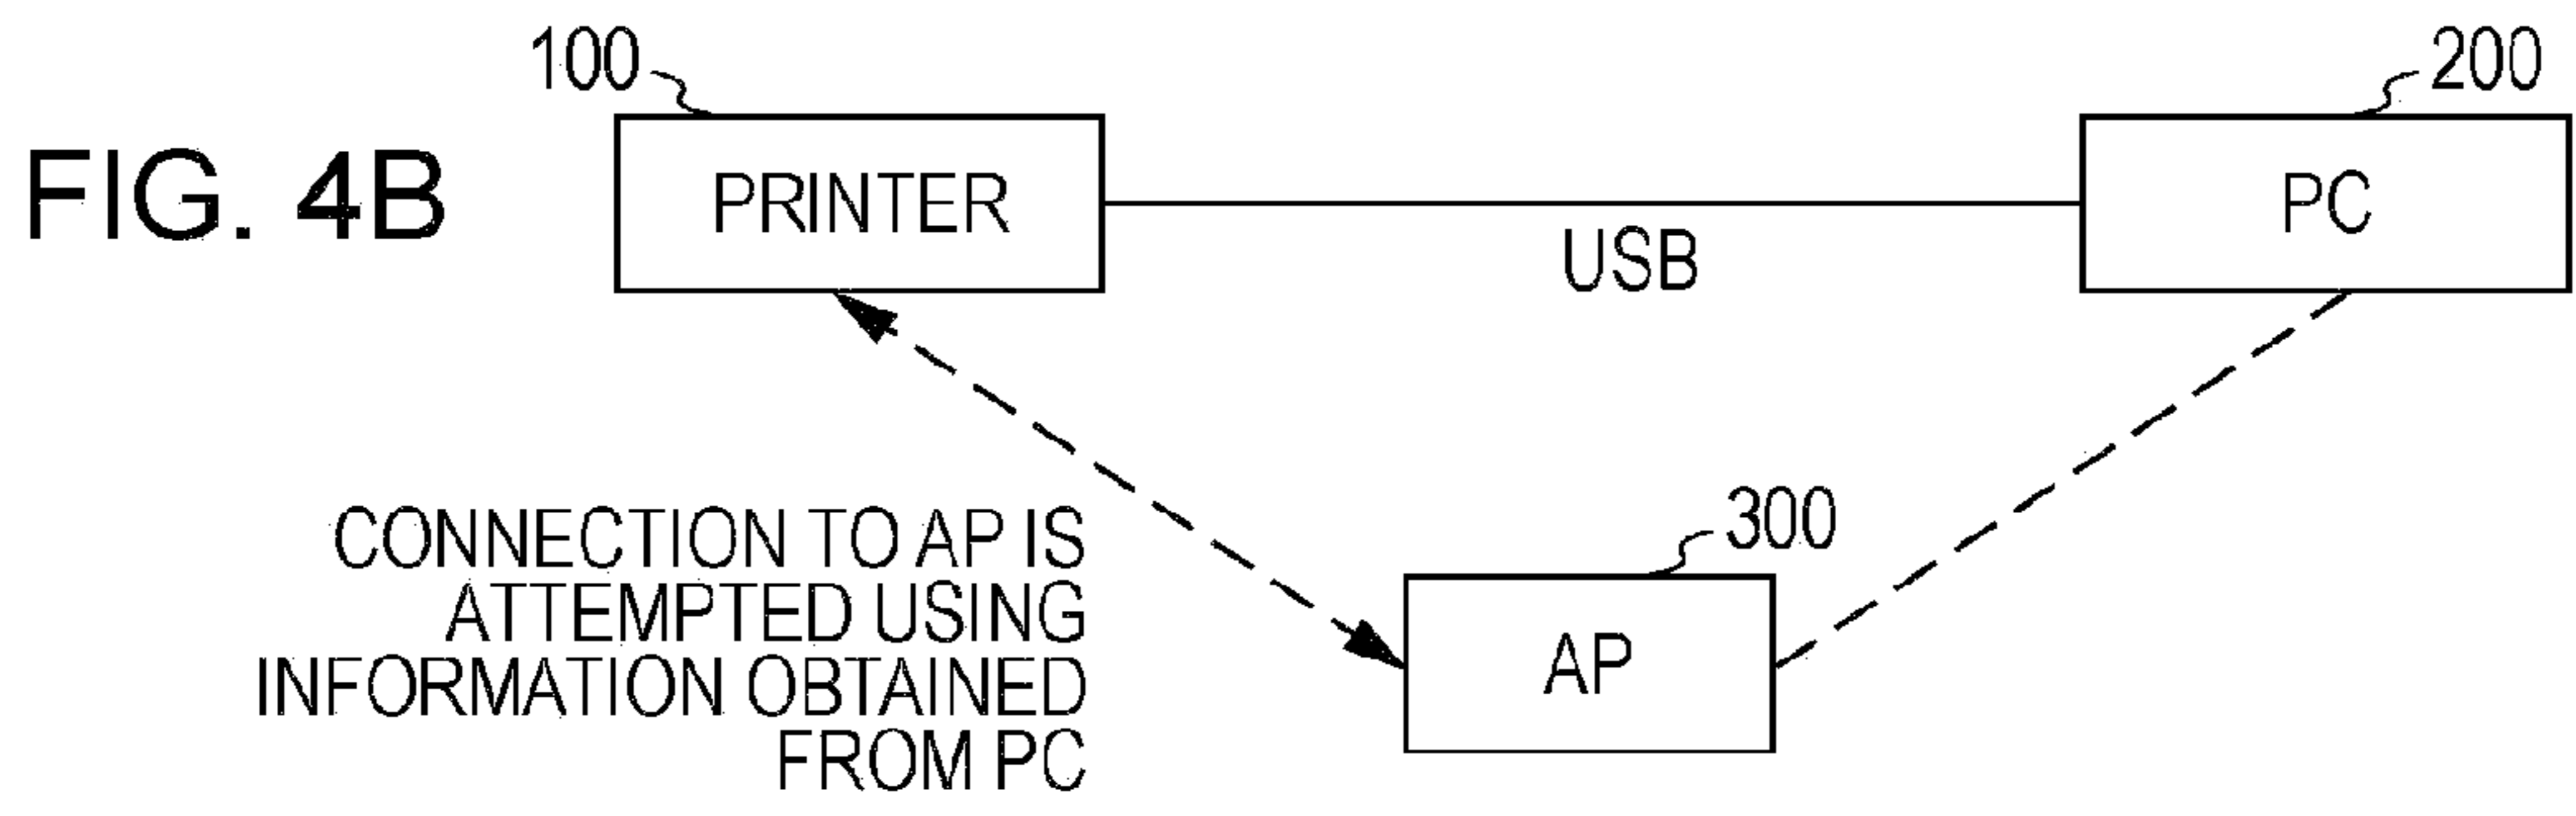 100
200
FIG. 4B
PRINTER
PC
USB
300
CONNECTION TO AP IS
ATTEMPTED USING
INFORMATION OBTAINED
FROM PC
AP